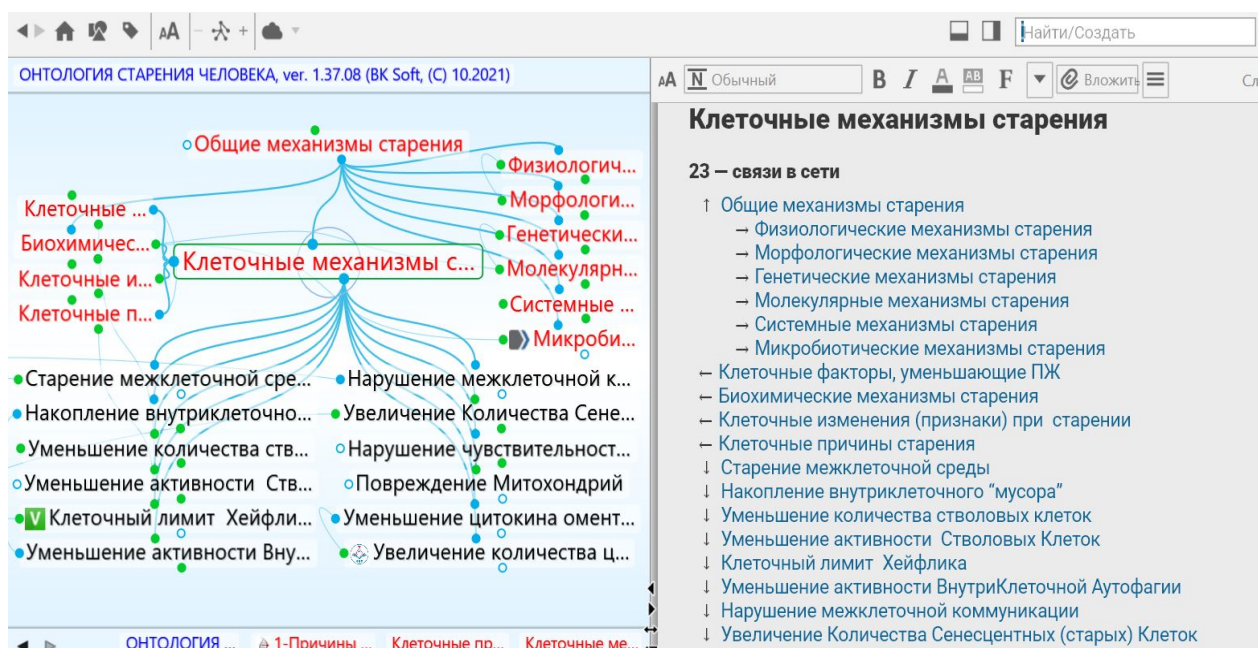 AA - +
Найти/Создать
ОНТОЛОГИЯ СТАРЕНИЯ ЧЕЛОВЕКА, ver. 1.37.08 (BK Soft, (C) 10.2021)
Общие механизмы старения
Физиологич...
Морфологи...
Генетически...
Молекулярн...
Системные ...
Микроби...
Клеточные ...
Биохимичес...
Клеточные и...
Клеточные п...
Клеточные механизмы с...
Старение межклеточной сре...
Накопление внутриклеточно...
Уменьшение количества ств...
Уменьшение активности Ств...
V Клеточный лимит Хейфли...
Уменьшение активности Вну...
Нарушение межклеточной к...
Увеличение Количества Сене...
Нарушение чувствительност...
Повреждение Митохондрий
Уменьшение цитокина омент...
Увеличение количества ц...
ОНТОЛОГИЯ ... 1-Причины ... Клеточные пр... Клеточные ме...
AA N Обычный B I A AB F Вложить Сл
Клеточные механизмы старения
23 – связи в сети
↑ Общие механизмы старения
→ Физиологические механизмы старения
→ Морфологические механизмы старения
→ Генетические механизмы старения
→ Молекулярные механизмы старения
→ Системные механизмы старения
→ Микробиотические механизмы старения
← Клеточные факторы, уменьшающие ПЖ
← Биохимические механизмы старения
← Клеточные изменения (признаки) при старении
← Клеточные причины старения
↓ Старение межклеточной среды
↓ Накопление внутриклеточного "мусора"
↓ Уменьшение количества стволовых клеток
↓ Уменьшение активности Стволовых Клеток
↓ Клеточный лимит Хейфлика
↓ Уменьшение активности ВнутриКлеточной Аутофагии
↓ Нарушение межклеточной коммуникации
↓ Увеличение Количества Сенесцентных (старых) Клеток